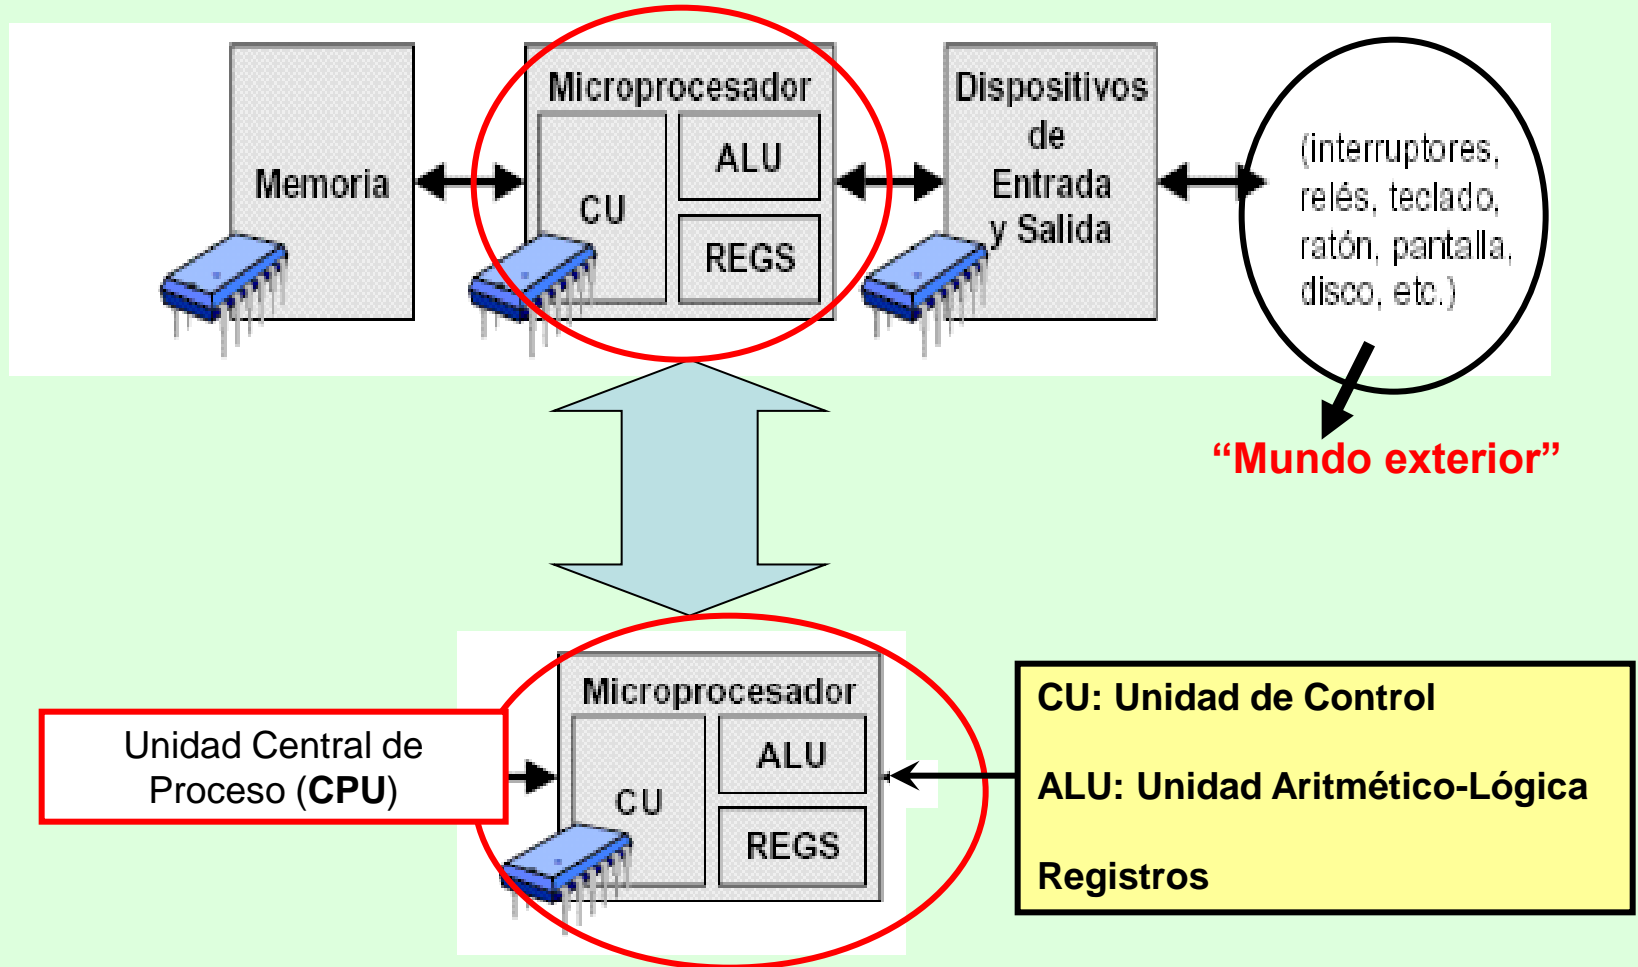 Memoria
Microprocesador
CU
ALU
REGS
Dispositivos
de
Entrada
y Salida
(interruptores,
relés, teclado,
ratón, pantalla,
disco, etc.)
“Mundo exterior”
Unidad Central de
Proceso (CPU)
Microprocesador
CU
ALU
REGS
CU: Unidad de Control
ALU: Unidad Aritmético-Lógica
Registros